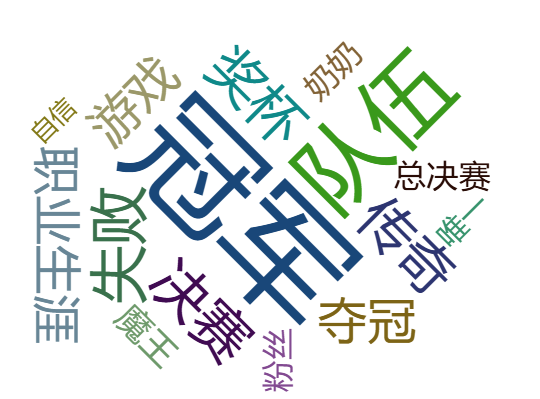 冠军
队伍
奖杯
奶奶
游戏
自信
总决赛
传奇
唯一
失败
决赛
夺冠
魔王
粉丝
职业生涯